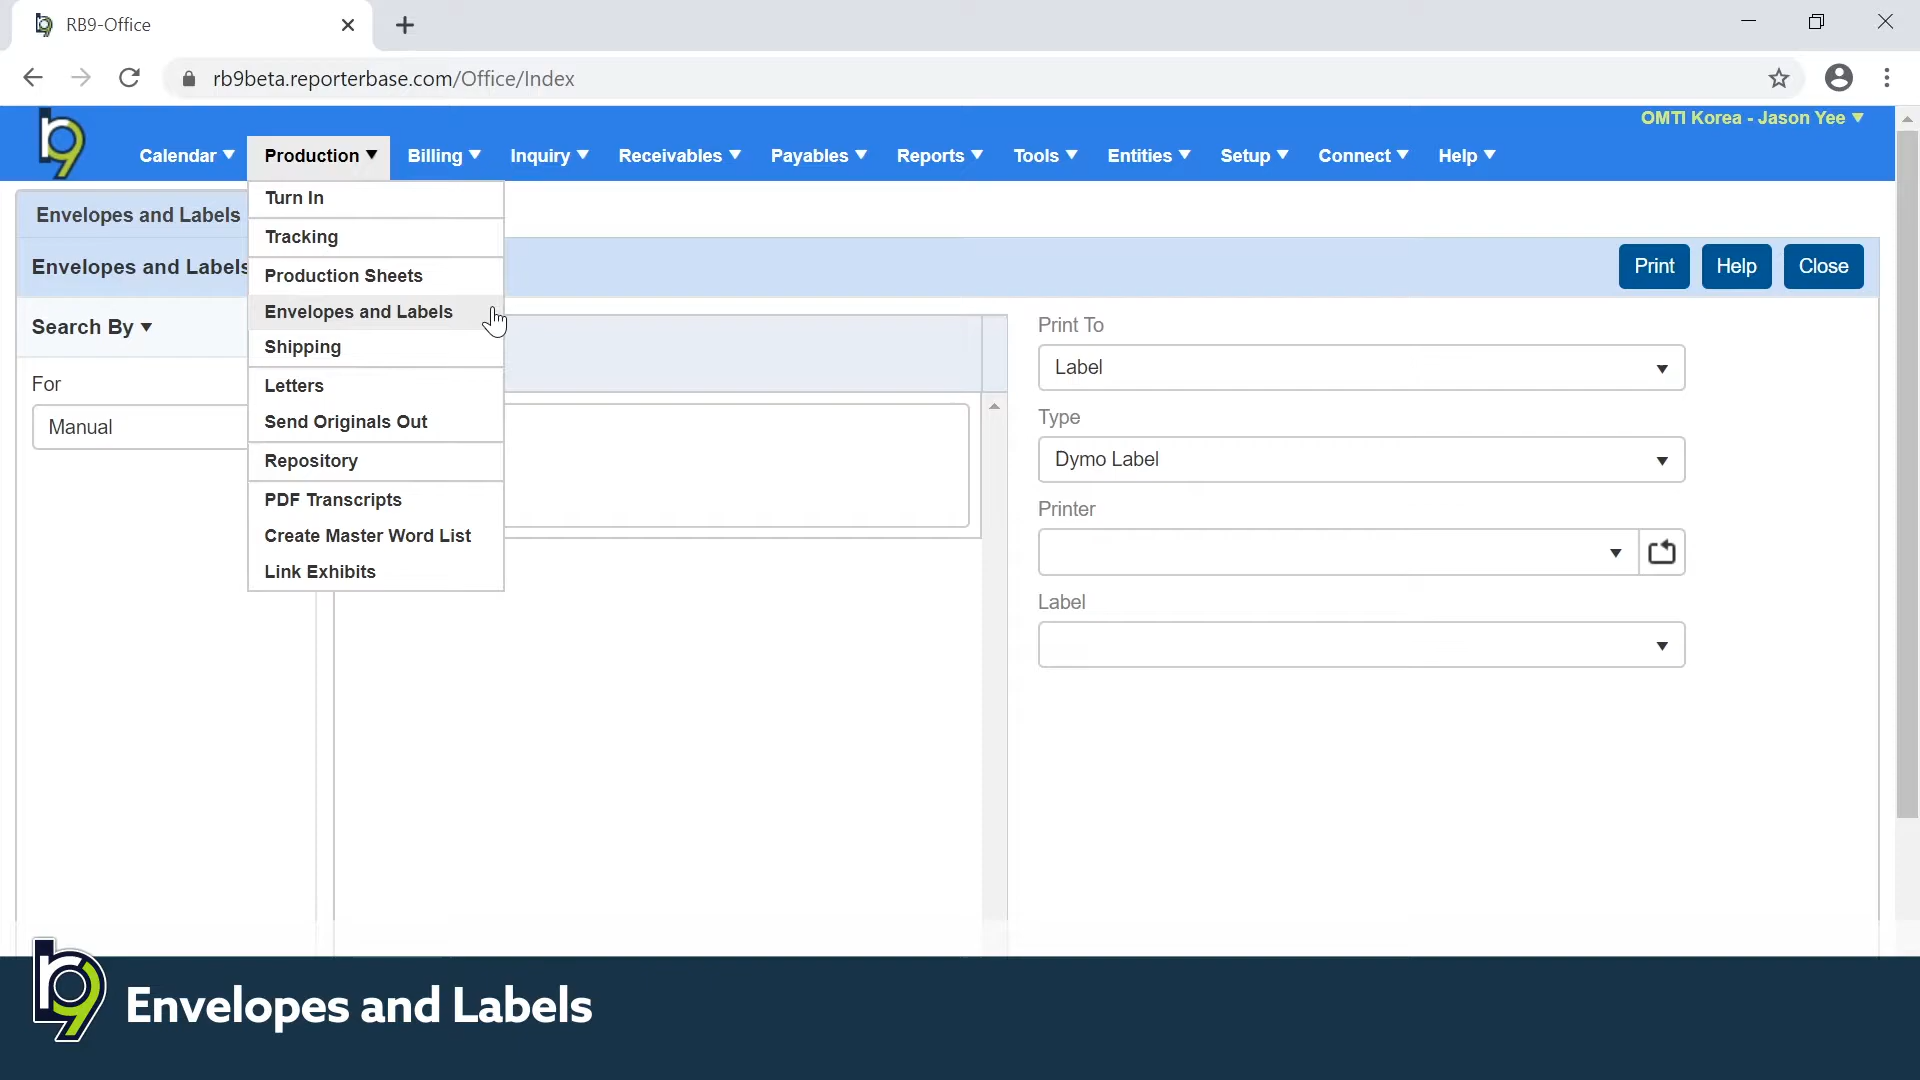 RB9-Office
rb9beta.reporterbase.com/Office/Index
OMTI Korea - Jason Yee
Calendar Production Billing Inquiry Receivables Payables Reports Tools Entities Setup Connect Help
Envelopes and Labels
Envelopes and Labels
Print Help Close
Search By
For
Manual
Turn In
Tracking
Production Sheets
Envelopes and Labels
Shipping
Letters
Send Originals Out
Repository
PDF Transcripts
Create Master Word List
Link Exhibits
Print To
Label
Type
Dymo Label
Printer
Label
r9 Envelopes and Labels